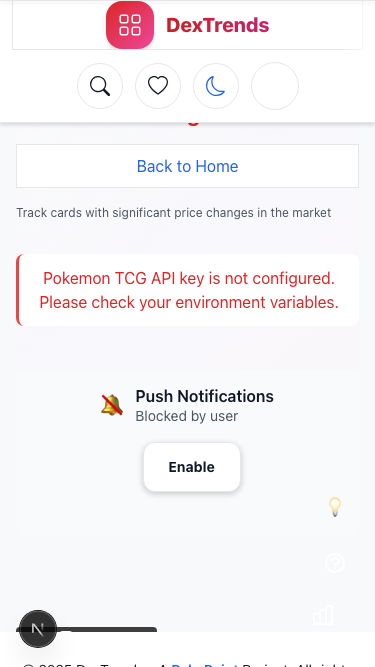 DexTrends
Back to Home
Track cards with significant price changes in the market
Pokemon TCG API key is not configured.
Please check your environment variables.
Push Notifications
Blocked by user
Enable
N